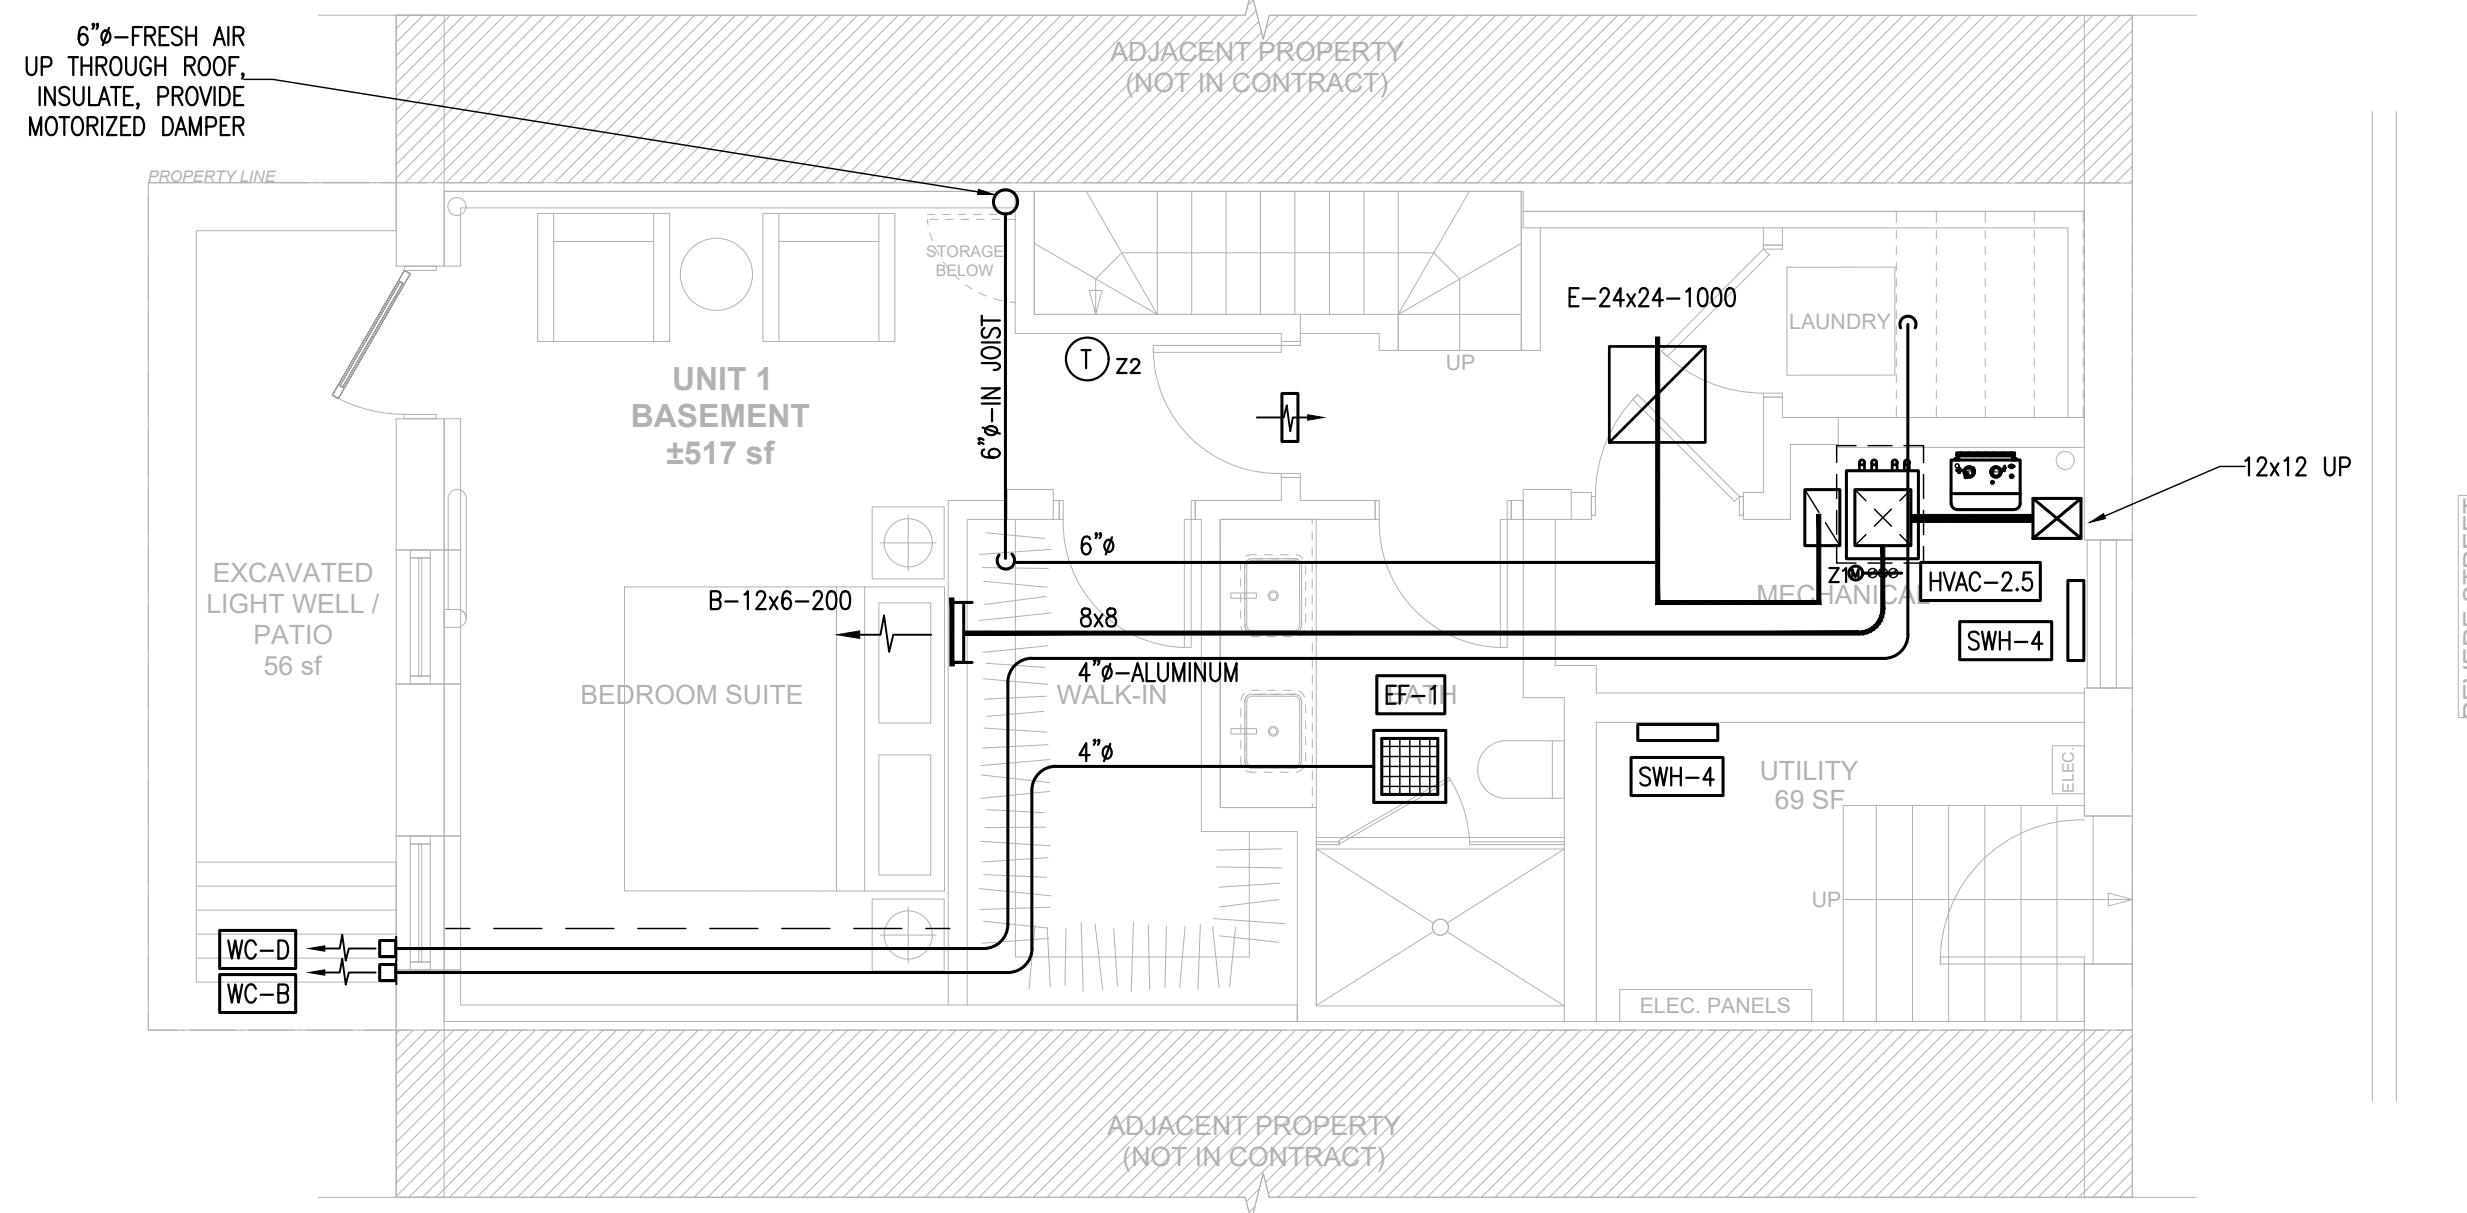 6"ø-FRESH AIR
UP THROUGH ROOF,
INSULATE, PROVIDE
MOTORIZED DAMPER
ADJACENT PROPERTY
(NOT IN CONTRACT)
PROPERTY LINE
STORAGE
BELOW
6"ø-IN JOIST
T Z2
UP
E-24x24-1000
LAUNDRY
UNIT 1
BASEMENT
±517 sf
12x12 UP
EXCAVATED
LIGHT WELL /
PATIO
56 sf
6"ø
Z1
M
MECHANICAL
HVAC-2.5
B-12x6-200
8x8
SWH-4
4"ø-ALUMINUM
BEDROOM SUITE
WALK-IN
EF-1
BATH
4"ø
SWH-4
UTILITY
69 SF
ELEC.
UP
WC-D
WC-B
ELEC. PANELS
ADJACENT PROPERTY
(NOT IN CONTRACT)